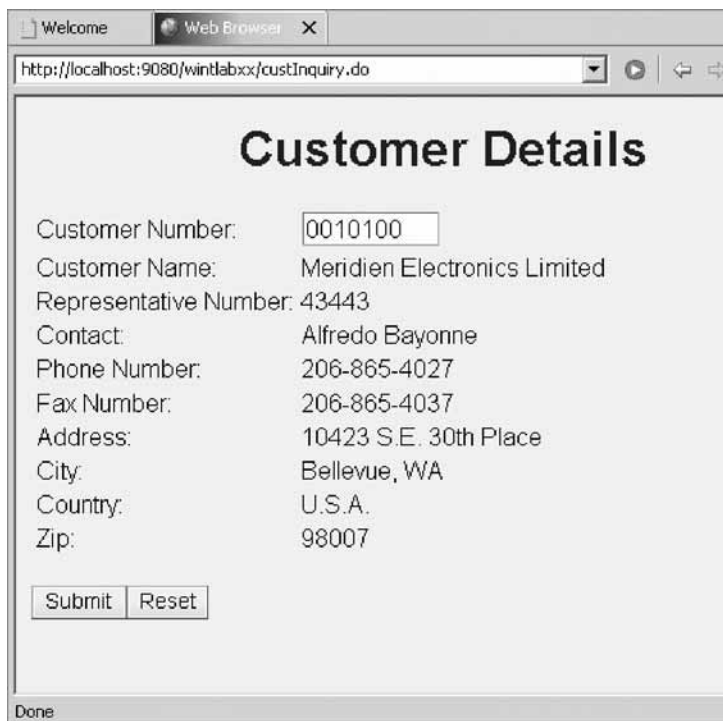 Welcome Web Browser
http://localhost:9080/wintlabxx/custInquiry.do
Customer Details
Customer Number: 0010100
Customer Name: Meridien Electronics Limited
Representative Number: 43443
Contact: Alfredo Bayonne
Phone Number: 206-865-4027
Fax Number: 206-865-4037
Address: 10423 S.E. 30th Place
City: Bellevue, WA
Country: U.S.A.
Zip: 98007
Submit Reset
Done